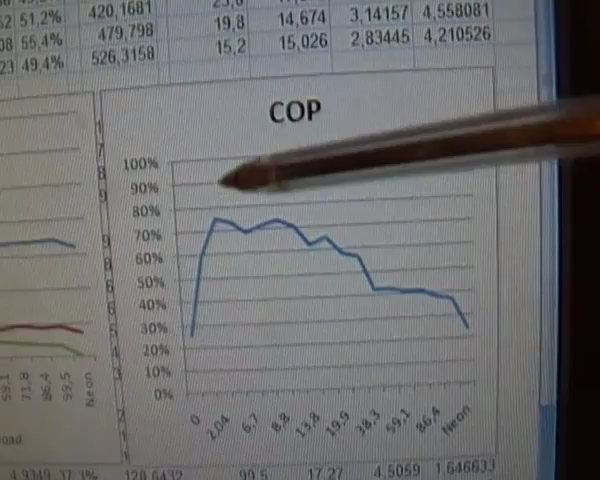 51,2% 420,1681 14,674 3,14157 4,558081
55,4% 479,798 19,8 15,026 2,83445 4,210526
49,4% 526,3158 15,2
COP
100%
90%
80%
70%
60%
50%
40%
30%
20%
10%
0%
0 2,04 6,7 8,8 13,8 19,9 38,3 59,1 86,4 Neon
59,1 71,8 86,4 99,5 Neon
4,9349 37,1% 128,6432 99,5 17,27 4,5059 1,646633